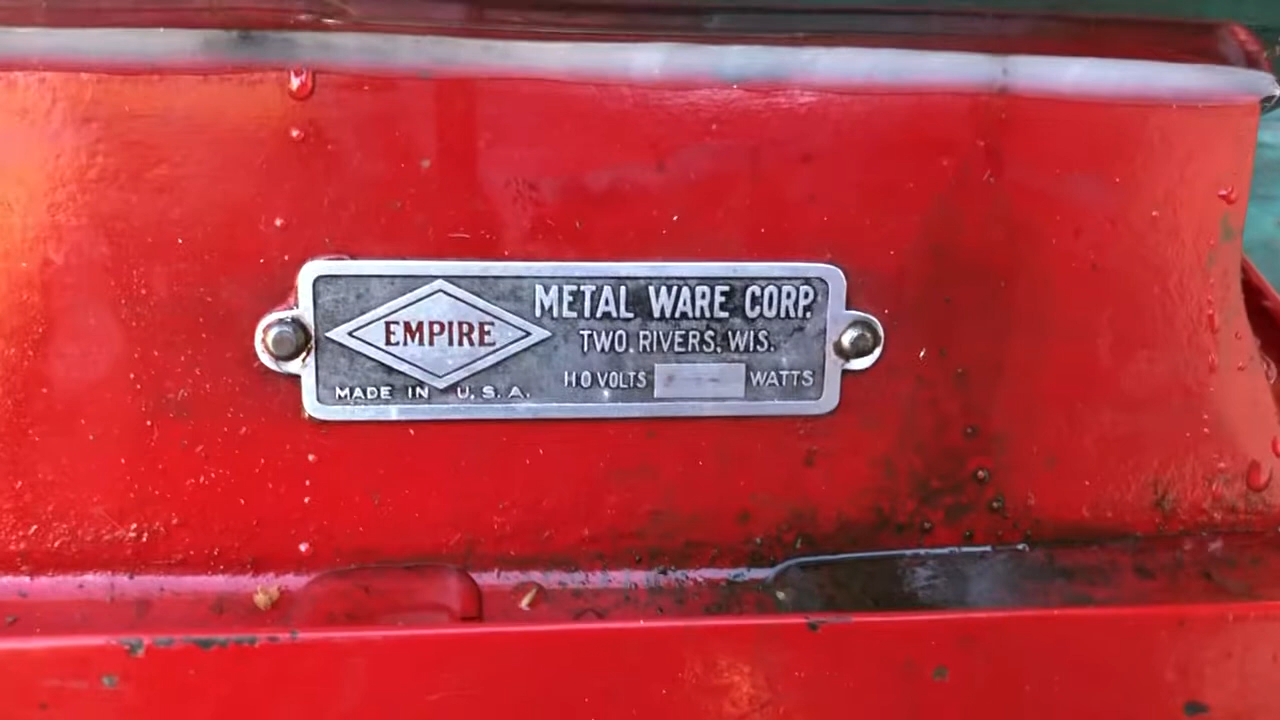 EMPIRE
MADE IN U.S.A.
METAL WARE CORP.
TWO. RIVERS, WIS.
110 VOLTS WATTS